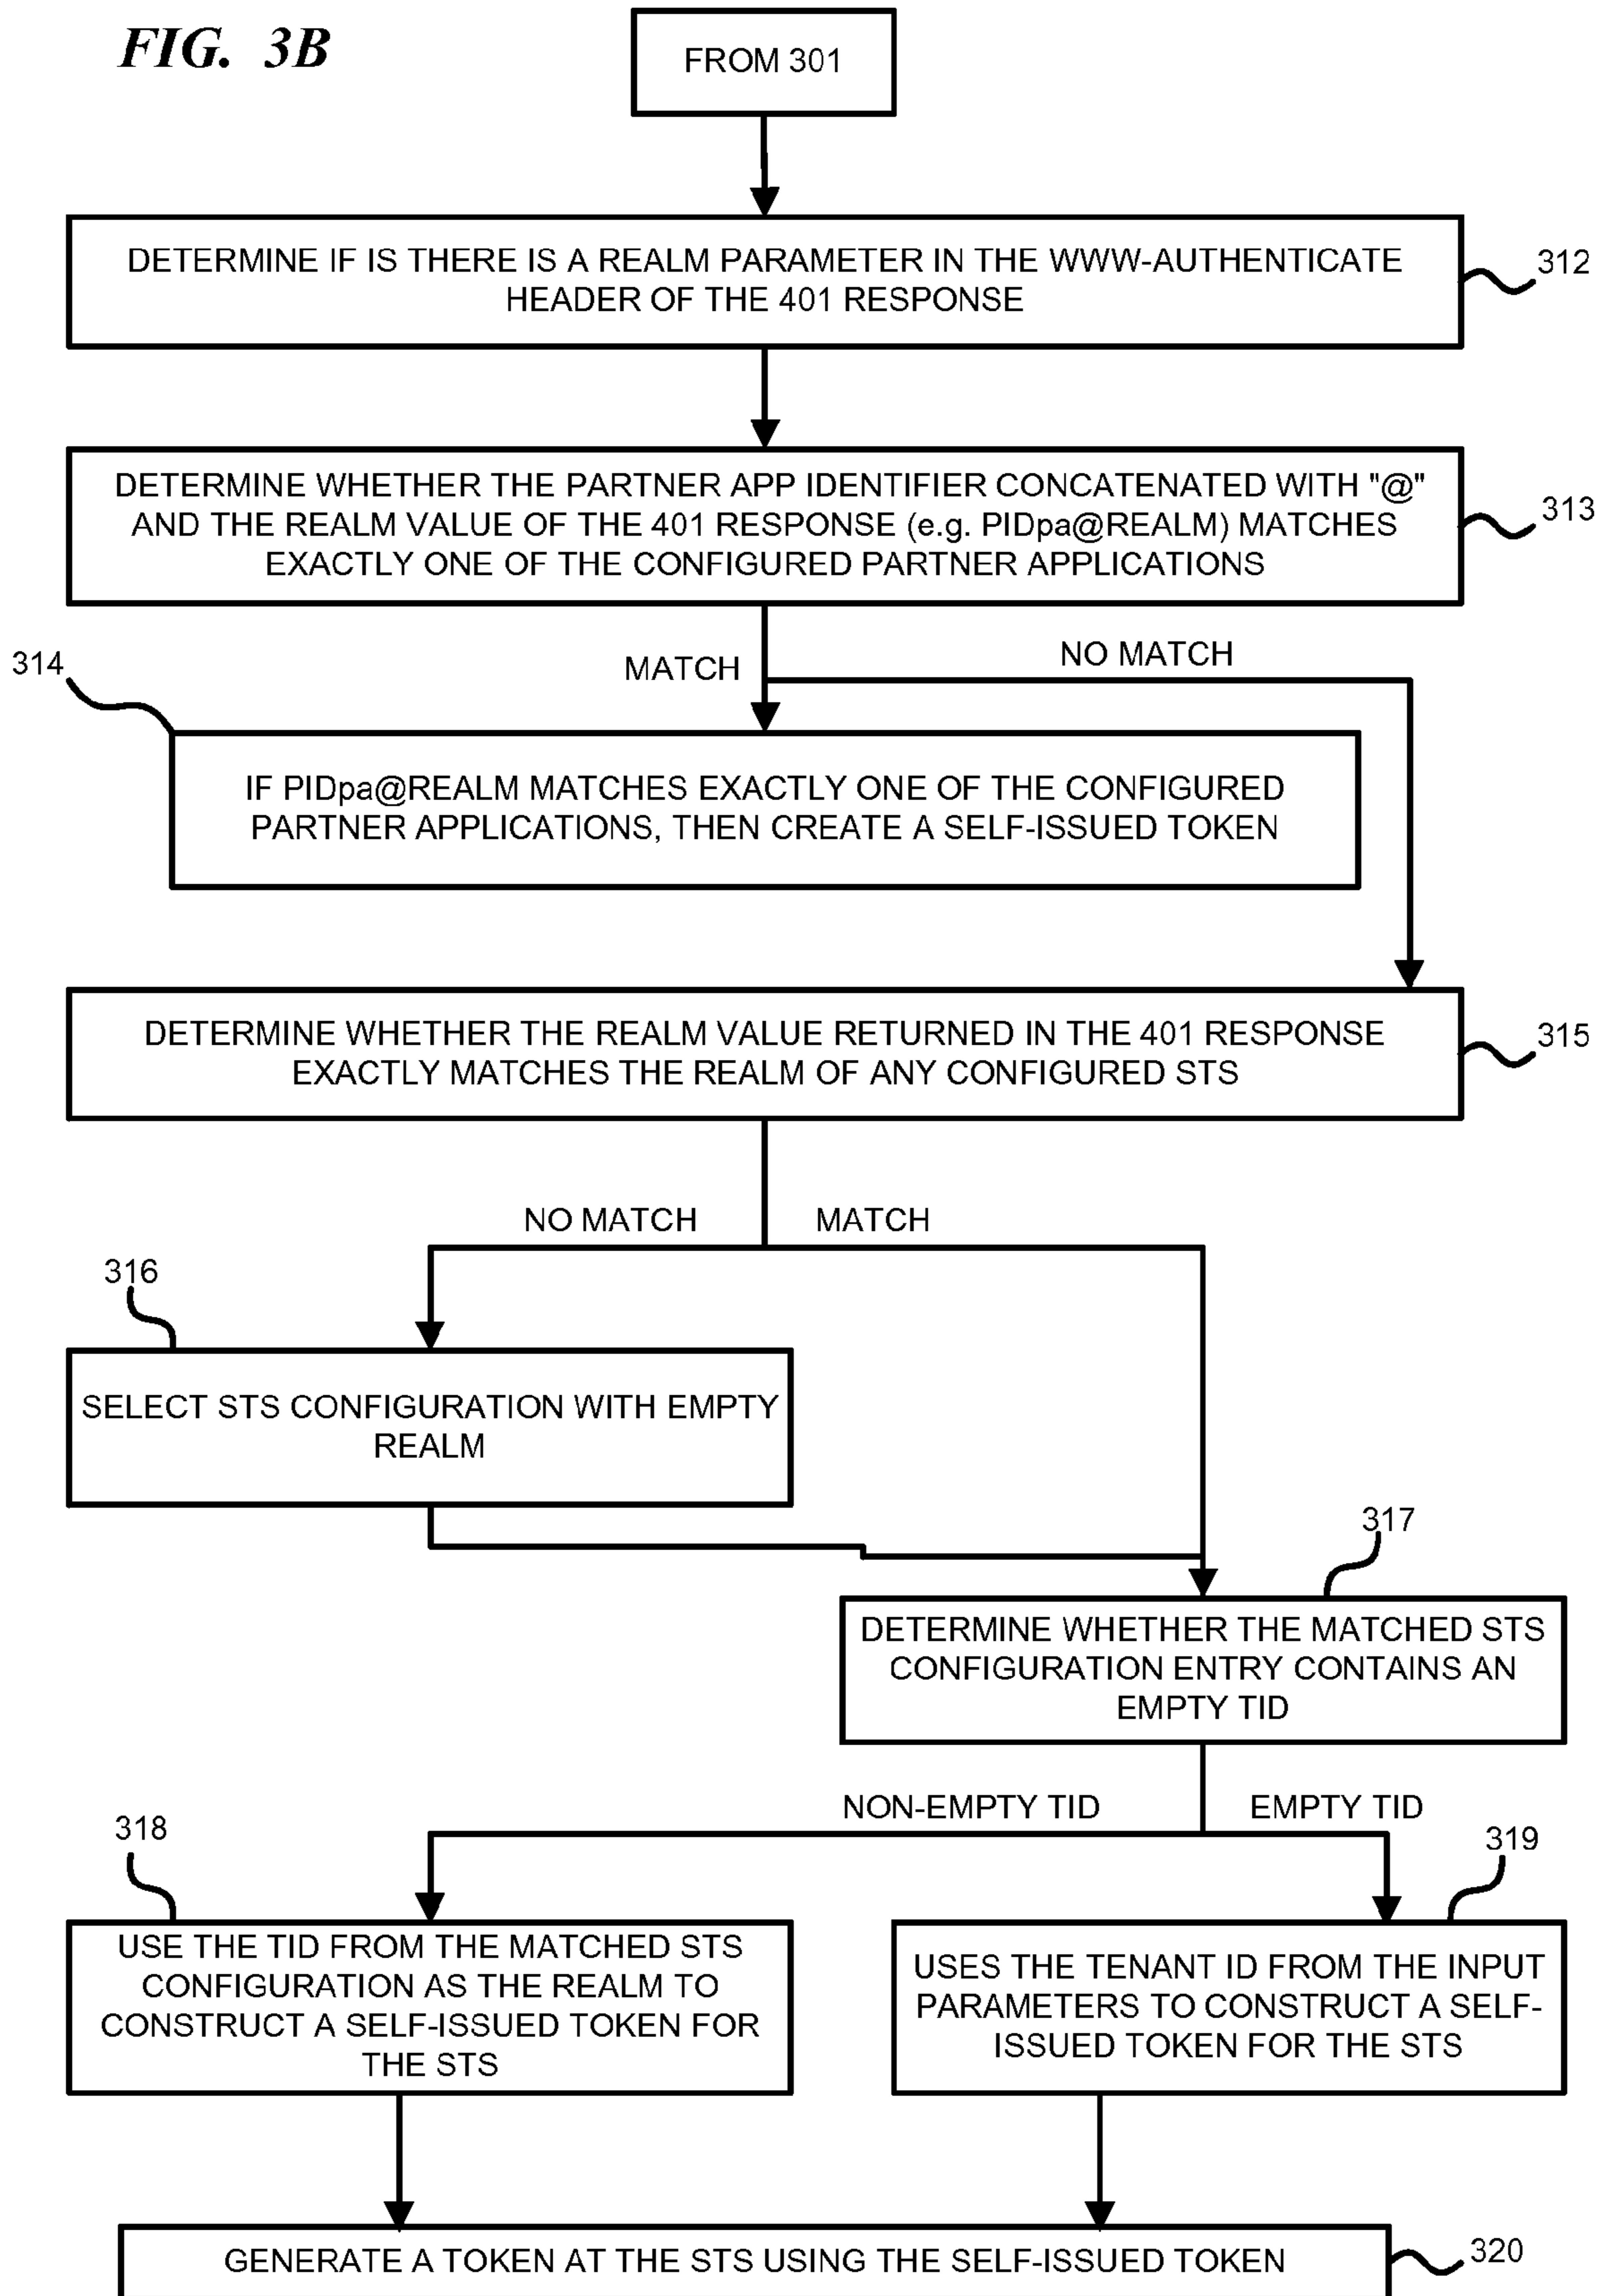 FIG. 3B
FROM 301
DETERMINE IF IS THERE IS A REALM PARAMETER IN THE WWW-AUTHENTICATE
HEADER OF THE 401 RESPONSE
312
DETERMINE WHETHER THE PARTNER APP IDENTIFIER CONCATENATED WITH "@"
AND THE REALM VALUE OF THE 401 RESPONSE (e.g. PIDpa@REALM) MATCHES
EXACTLY ONE OF THE CONFIGURED PARTNER APPLICATIONS
313
MATCH
NO MATCH
314
IF PIDpa@REALM MATCHES EXACTLY ONE OF THE CONFIGURED
PARTNER APPLICATIONS, THEN CREATE A SELF-ISSUED TOKEN
DETERMINE WHETHER THE REALM VALUE RETURNED IN THE 401 RESPONSE
EXACTLY MATCHES THE REALM OF ANY CONFIGURED STS
315
NO MATCH
MATCH
316
SELECT STS CONFIGURATION WITH EMPTY
REALM
317
DETERMINE WHETHER THE MATCHED STS
CONFIGURATION ENTRY CONTAINS AN
EMPTY TID
NON-EMPTY TID
EMPTY TID
318
USE THE TID FROM THE MATCHED STS
CONFIGURATION AS THE REALM TO
CONSTRUCT A SELF-ISSUED TOKEN FOR
THE STS
319
USES THE TENANT ID FROM THE INPUT
PARAMETERS TO CONSTRUCT A SELF-
ISSUED TOKEN FOR THE STS
GENERATE A TOKEN AT THE STS USING THE SELF-ISSUED TOKEN
320